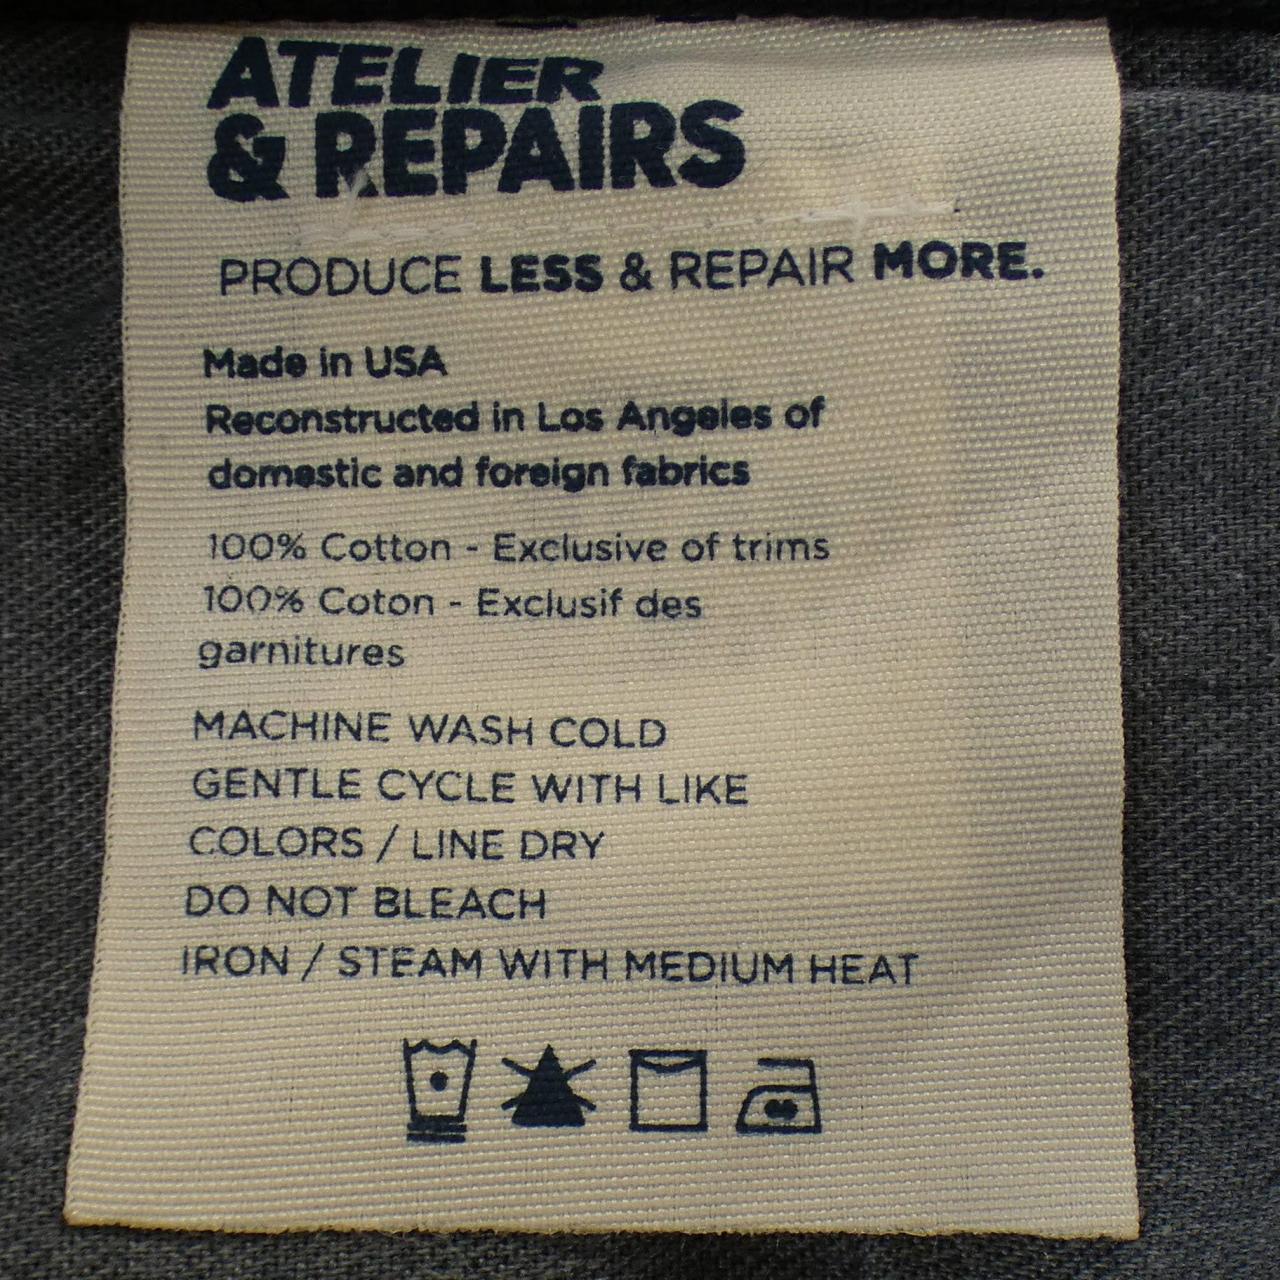 ATELIER
& REPAIRS
PRODUCE LESS & REPAIR MORE.
Made in USA
Reconstructed in Los Angeles of
domestic and foreign fabrics
100% Cotton - Exclusive of trims
100% Coton - Exclusif des
garnitures
MACHINE WASH COLD
GENTLE CYCLE WITH LIKE
COLORS / LINE DRY
DO NOT BLEACH
IRON / STEAM WITH MEDIUM HEAT